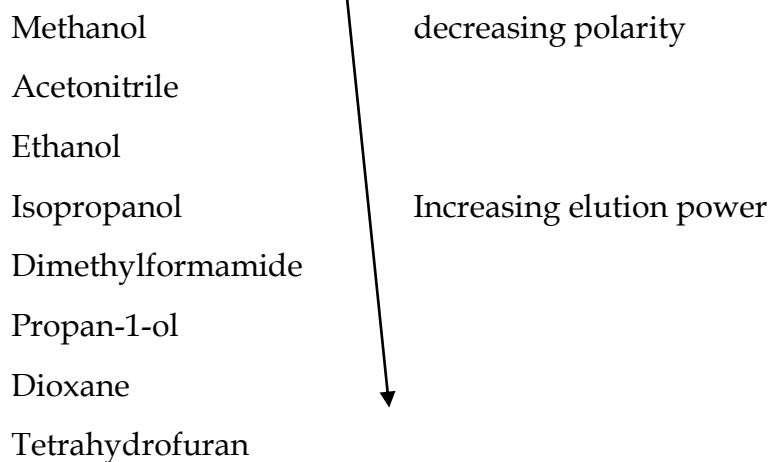 Methanol decreasing polarity
Acetonitrile
Ethanol
Isopropanol Increasing elution power
Dimethylformamide
Propan-1-ol
Dioxane
Tetrahydrofuran